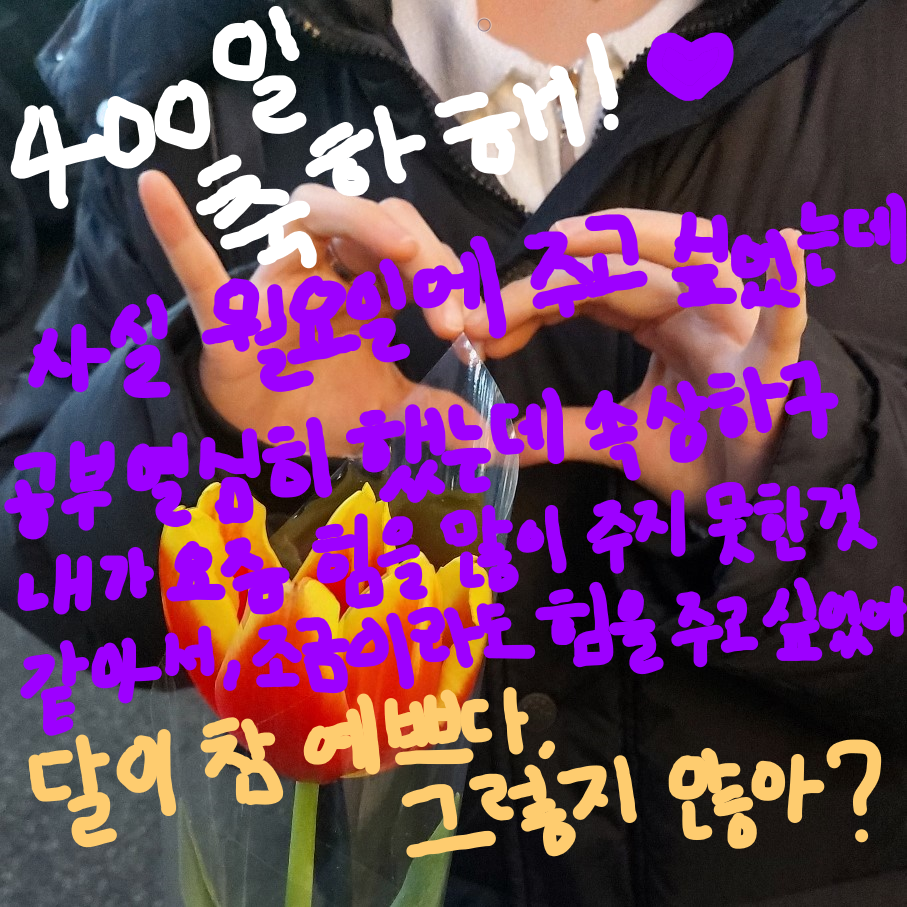 400일
축하해!
사실 월요일에 주고 싶었는데
공부 열심히 했는데 속상하구
내가 요즘 힘을 많이 주지 못한것
같아서, 조금이라도 힘을 주고 싶었어
달이 참 예쁘다,
그렇지 않아?